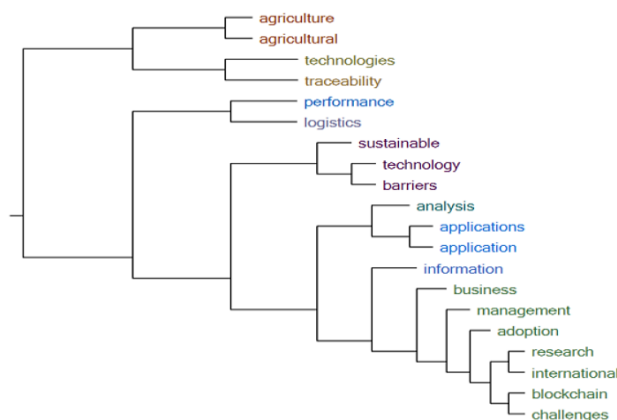 agriculture
agricultural
technologies
traceability
performance
logistics
sustainable
technology
barriers
analysis
applications
application
information
business
management
adoption
research
international
blockchain
challenges